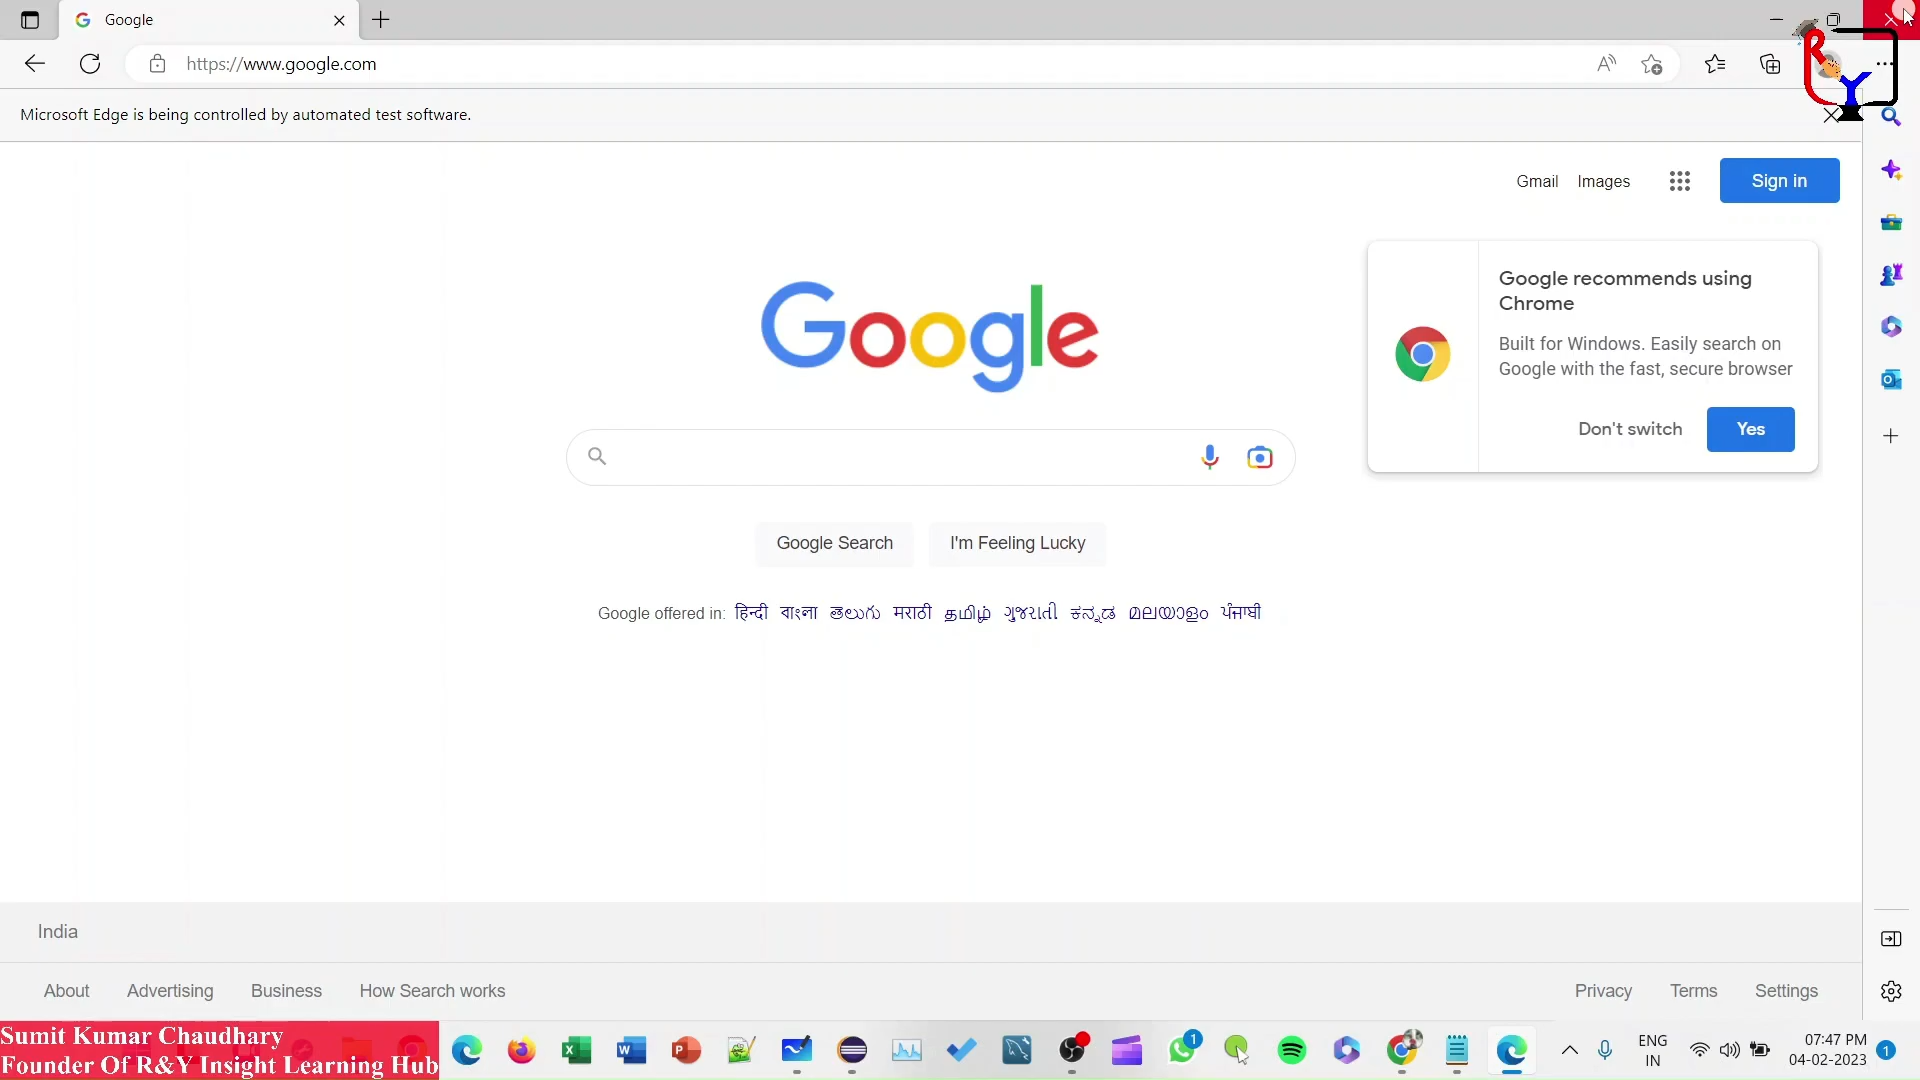 Google
https://www.google.com
Microsoft Edge is being controlled by automated test software.
Gmail Images Sign in
Google recommends using
Chrome
Built for Windows. Easily search on
Google with the fast, secure browser
Don't switch Yes
Google
Google Search I'm Feeling Lucky
Google offered in: हिन्दी বাংলা తెలుగు मराठी தமிழ் ગુજરાતી ಕನ್ನಡ മലയാളം ਪੰਜਾਬੀ
India
About Advertising Business How Search works Privacy Terms Settings
Sumit Kumar Chaudhary
Founder Of R&Y Insight Learning Hub
1
ENG
IN
07:47 PM
04-02-2023
1
R Y